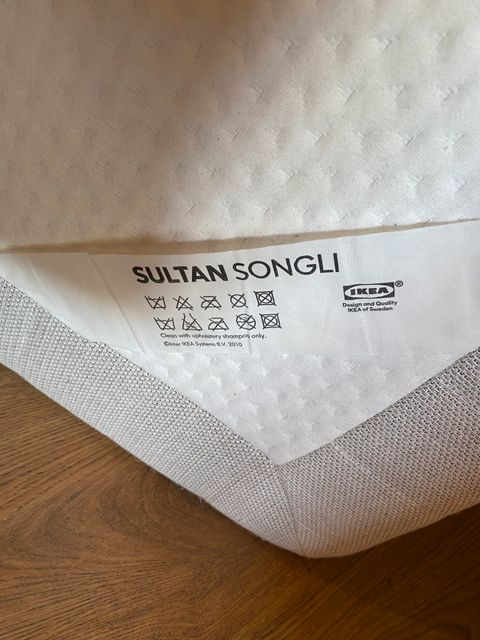 SULTAN SONGLI
IKEA®
Design and Quality
IKEA of Sweden
Clean with upholstery shampoo only.
©Inter IKEA Systems B.V. 2010